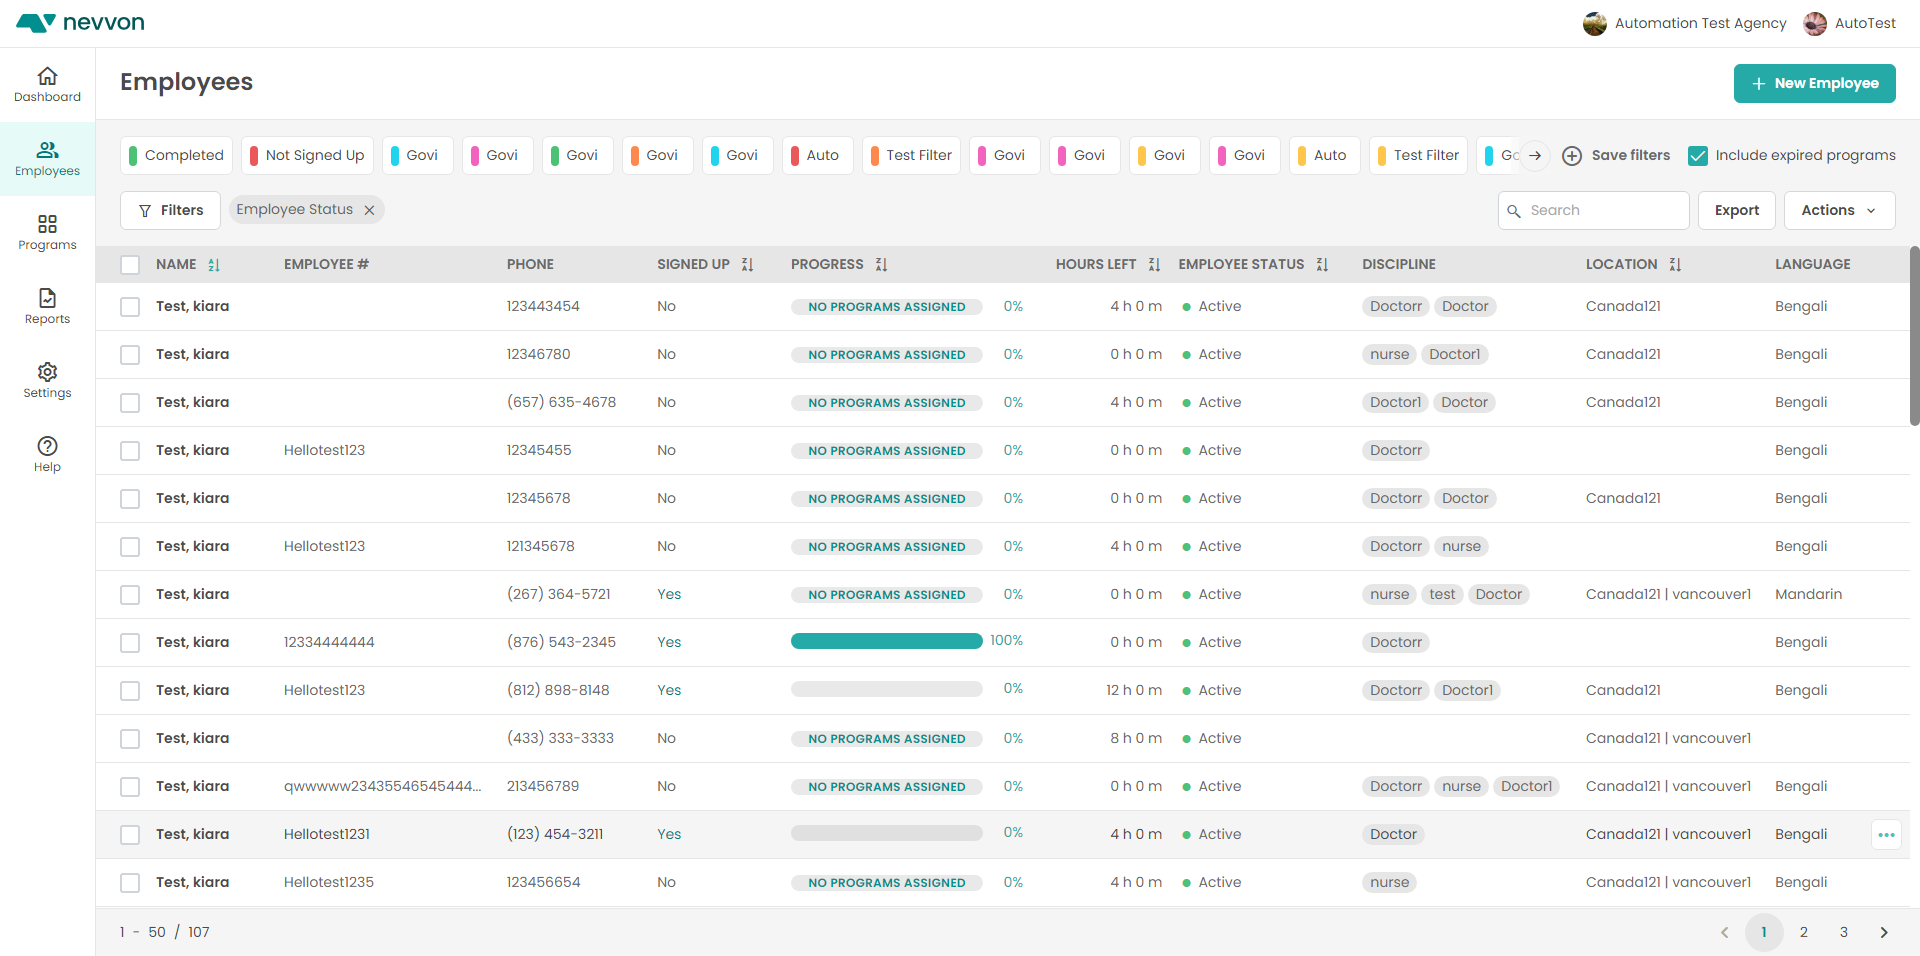 nevvon
Automation Test Agency AutoTest
Dashboard
Employees
Programs
Reports
Settings
Help
Employees
New Employee
Completed Not Signed Up Govi Govi Govi Govi Govi Auto Test Filter Govi Govi Govi Govi Auto Test Filter Save filters Include expired programs
Filters Employee Status Search Export Actions
NAME EMPLOYEE # PHONE SIGNED UP PROGRESS HOURS LEFT EMPLOYEE STATUS DISCIPLINE LOCATION LANGUAGE
Test, kiara 123443454 No NO PROGRAMS ASSIGNED 0% 4 h 0 m Active Doctorr Doctor Canada121 Bengali
Test, kiara 12346780 No NO PROGRAMS ASSIGNED 0% 0 h 0 m Active nurse Doctor1 Canada121 Bengali
Test, kiara (657) 635-4678 No NO PROGRAMS ASSIGNED 0% 4 h 0 m Active Doctor1 Doctor Canada121 Bengali
Test, kiara Hellotest123 12345455 No NO PROGRAMS ASSIGNED 0% 0 h 0 m Active Doctorr Bengali
Test, kiara 12345678 No NO PROGRAMS ASSIGNED 0% 0 h 0 m Active Doctorr Doctor Canada121 Bengali
Test, kiara Hellotest123 121345678 No NO PROGRAMS ASSIGNED 0% 4 h 0 m Active Doctorr nurse Bengali
Test, kiara (267) 364-5721 Yes NO PROGRAMS ASSIGNED 0% 0 h 0 m Active nurse test Doctor Canada121 | vancouver1 Mandarin
Test, kiara 12334444444 (876) 543-2345 Yes 100% 0 h 0 m Active Doctorr Bengali
Test, kiara Hellotest123 (812) 898-8148 Yes 0% 12 h 0 m Active Doctorr Doctor1 Canada121 Bengali
Test, kiara (433) 333-3333 No NO PROGRAMS ASSIGNED 0% 8 h 0 m Active Canada121 | vancouver1
Test, kiara qwwwww23435546545444... 213456789 No NO PROGRAMS ASSIGNED 0% 0 h 0 m Active Doctorr nurse Doctor1 Canada121 | vancouver1 Bengali
Test, kiara Hellotest1231 (123) 454-3211 Yes 0% 4 h 0 m Active Doctor Canada121 | vancouver1 Bengali
Test, kiara Hellotest1235 123456654 No NO PROGRAMS ASSIGNED 0% 4 h 0 m Active nurse Canada121 | vancouver1 Bengali
1 - 50 / 107 1 2 3